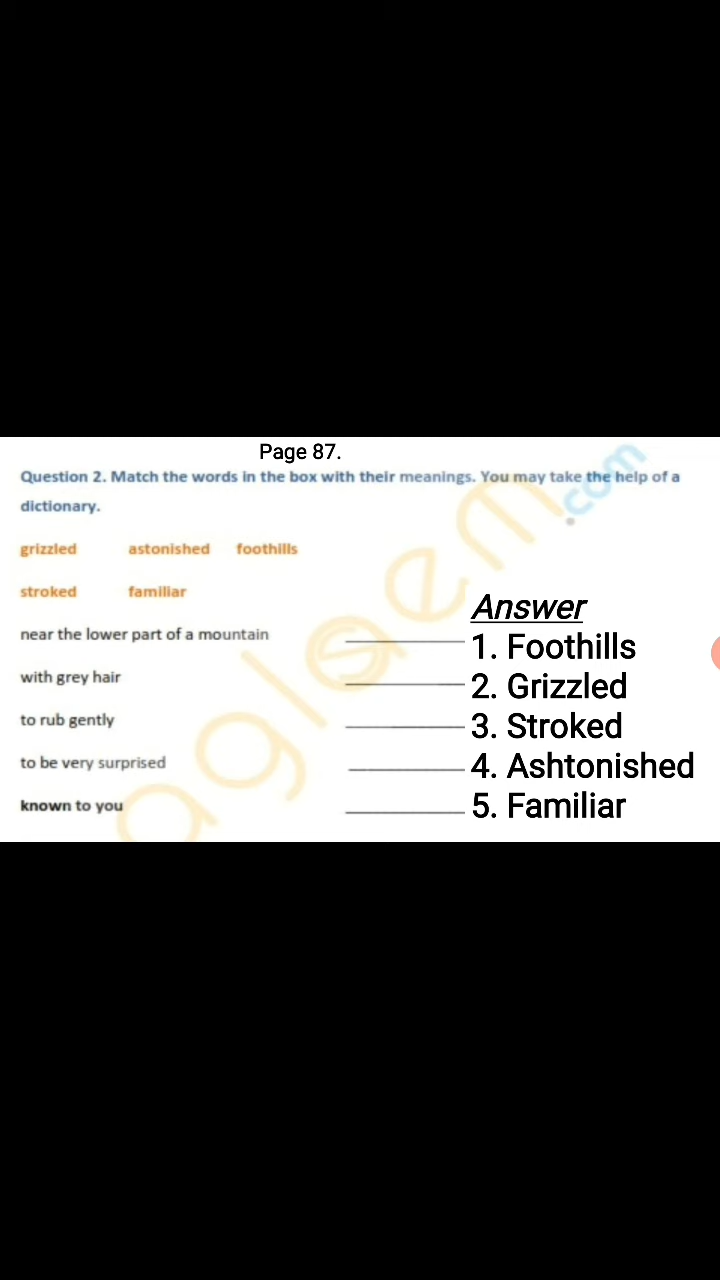 Page 87.
Question 2. Match the words in the box with their meanings. You may take the help of a
dictionary.
grizzled astonished foothills
stroked familiar
near the lower part of a mountain
with grey hair
to rub gently
to be very surprised
known to you
Answer
1. Foothills
2. Grizzled
3. Stroked
4. Ashtonished
5. Familiar
aglasem.com